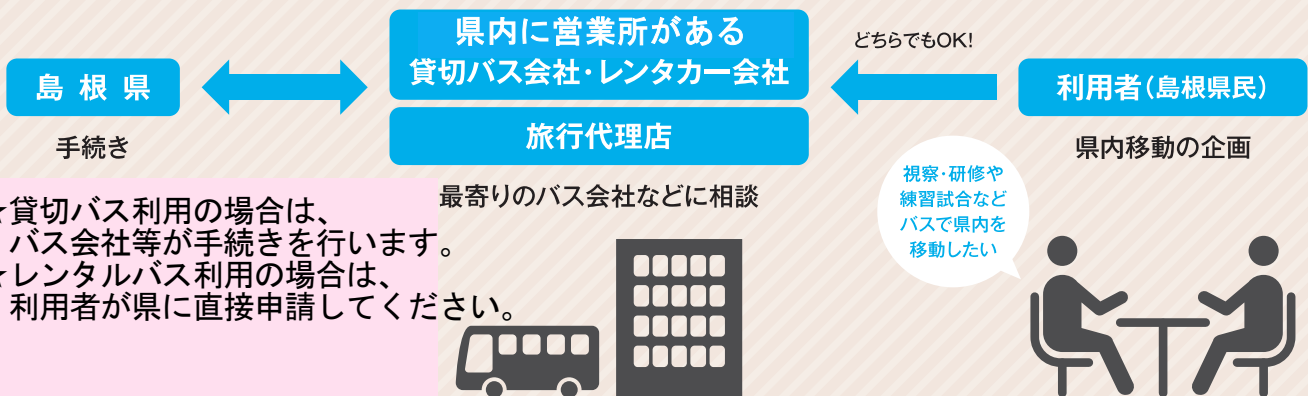 島根県
手続き
県内に営業所がある
貸切バス会社・レンタカー会社
旅行代理店
最寄りのバス会社などに相談
どちらでもOK!
利用者(島根県民)
県内移動の企画
視察・研修や
練習試合など
バスで県内を
移動したい
★貸切バス利用の場合は、
バス会社等が手続きを行います。
★レンタルバス利用の場合は、
利用者が県に直接申請してください。